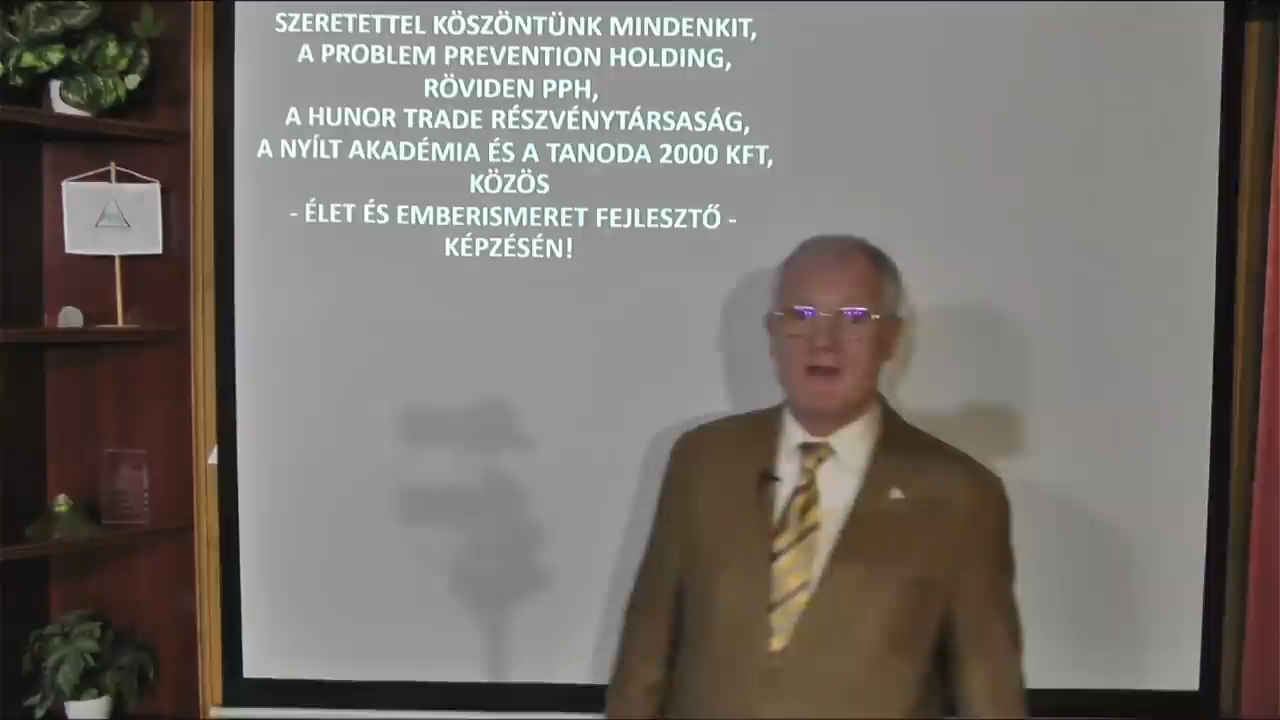 SZERETETTEL KÖSZÖNTÜNK MINDENKIT,
A PROBLEM PREVENTION HOLDING,
RÖVIDEN PPH,
A HUNOR TRADE RÉSZVÉNYTÁRSASÁG,
A NYÍLT AKADÉMIA ÉS A TANODA 2000 KFT,
KÖZÖS
- ÉLET ÉS EMBERISMERET FEJLESZTŐ -
KÉPZÉSÉN!